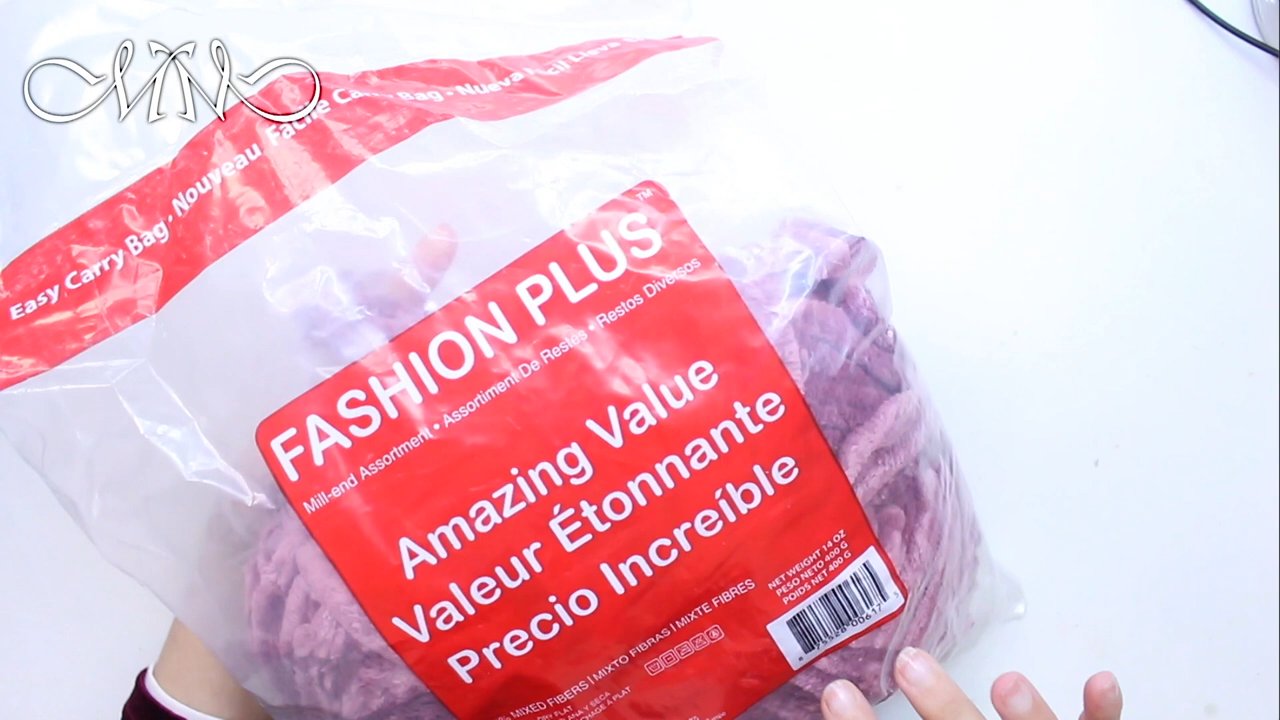 Easy Carry Bag • Nouveau Facile Carry Bag • Nueva Fácil Lleva
FASHION PLUS™
Mill-end Assortment • Assortiment De Restes • Restos Diversos
Amazing Value
Valeur Étonnante
Precio Increíble
NET WEIGHT 14 OZ
PESO NETO 400 G
POIDS NET 400 G
MIXED FIBERS | MIXTO FIBRAS | MIXTE FIBRES
DRY FLAT